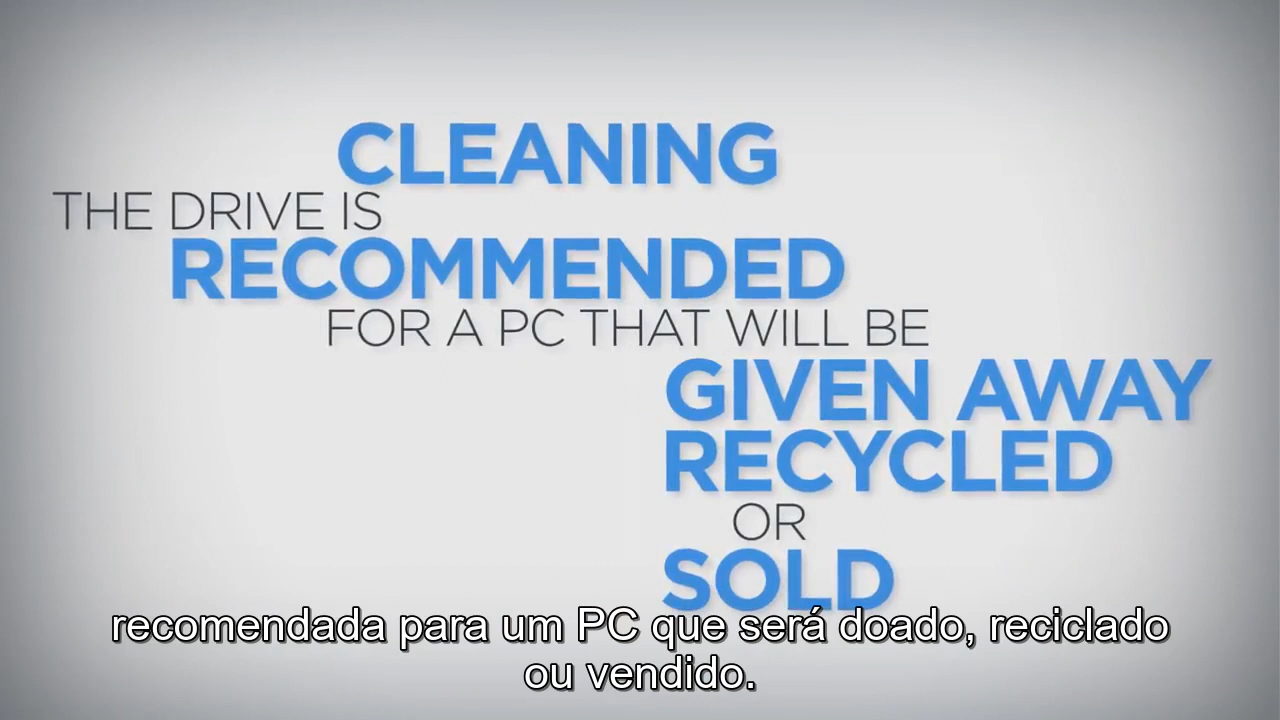 CLEANING
THE DRIVE IS
RECOMMENDED
FOR A PC THAT WILL BE
GIVEN AWAY
RECYCLED
OR
SOLD
recomendada para um PC que será doado, reciclado
ou vendido.